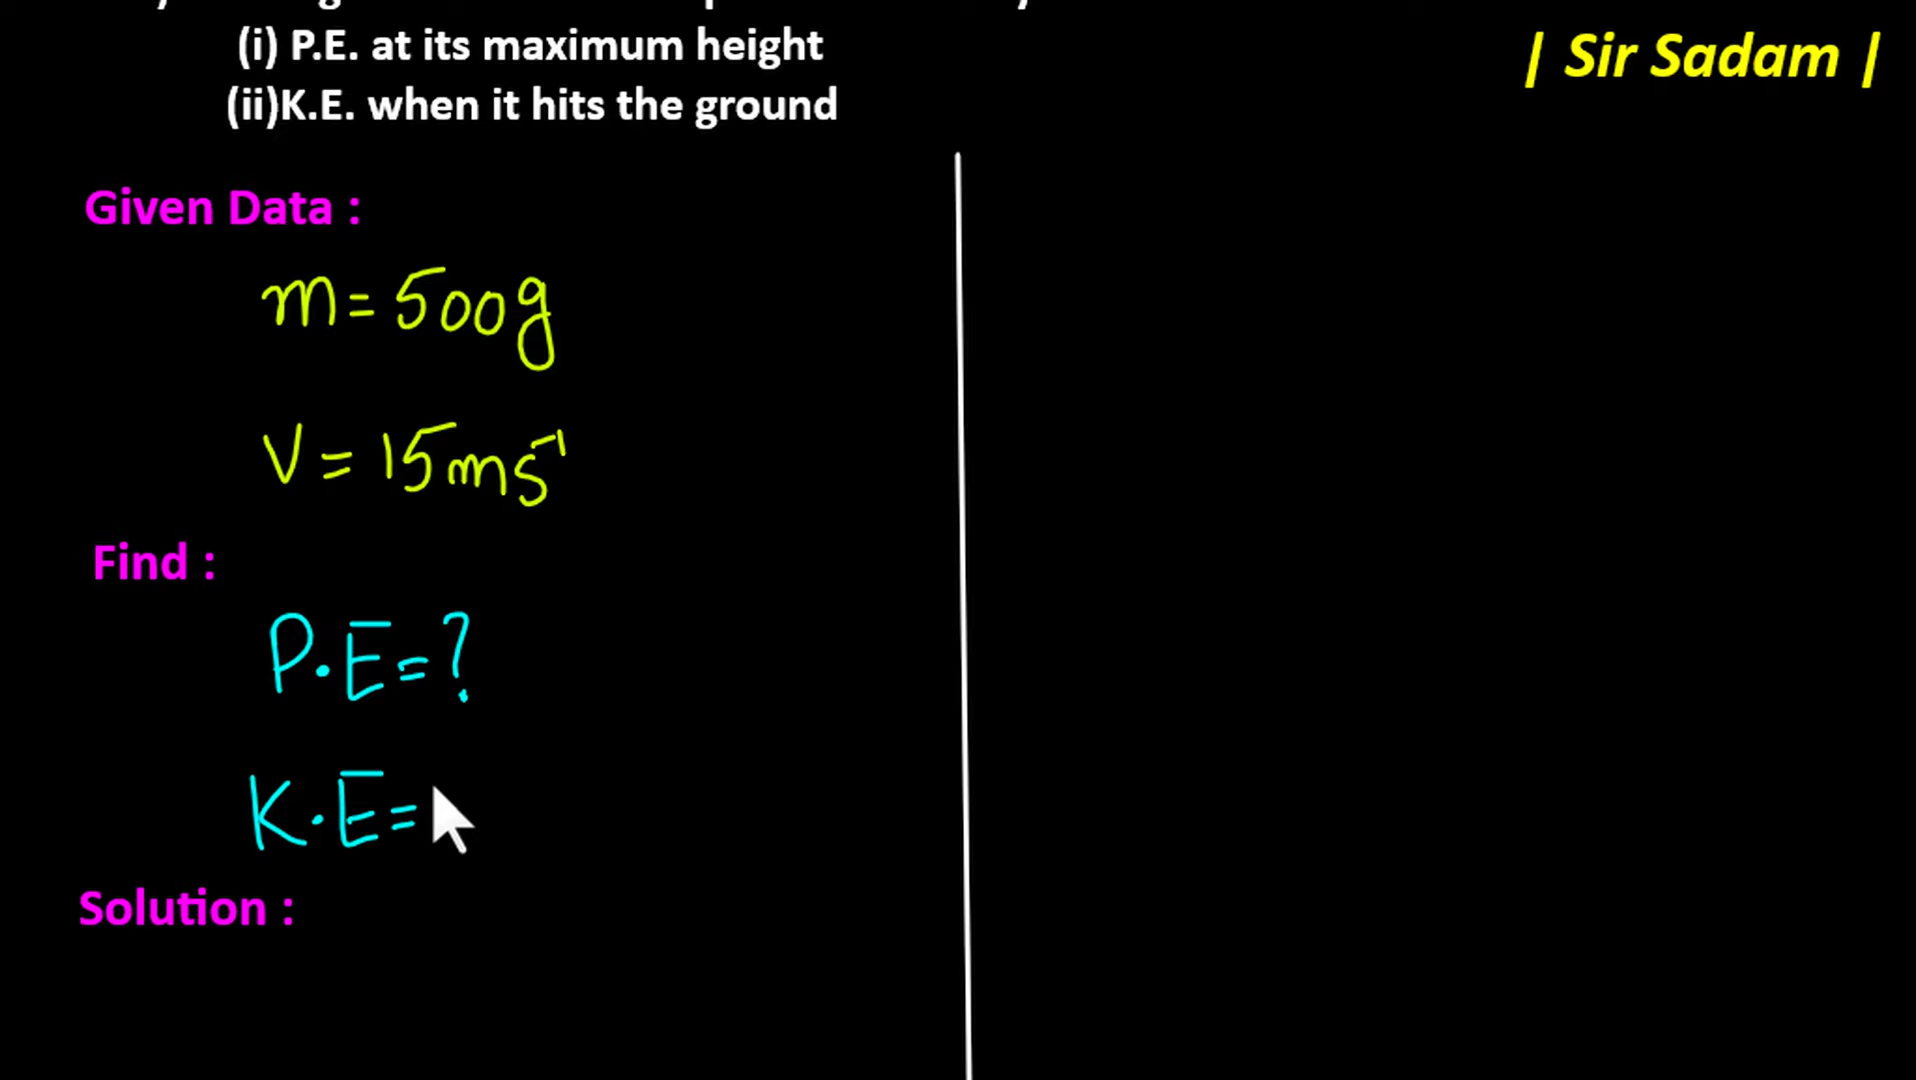 (i) P.E. at its maximum height
| Sir Sadam |
(ii)K.E. when it hits the ground
Given Data :
m = 500g
V = 15ms⁻¹
Find :
P.E = ?
K.E =
Solution :